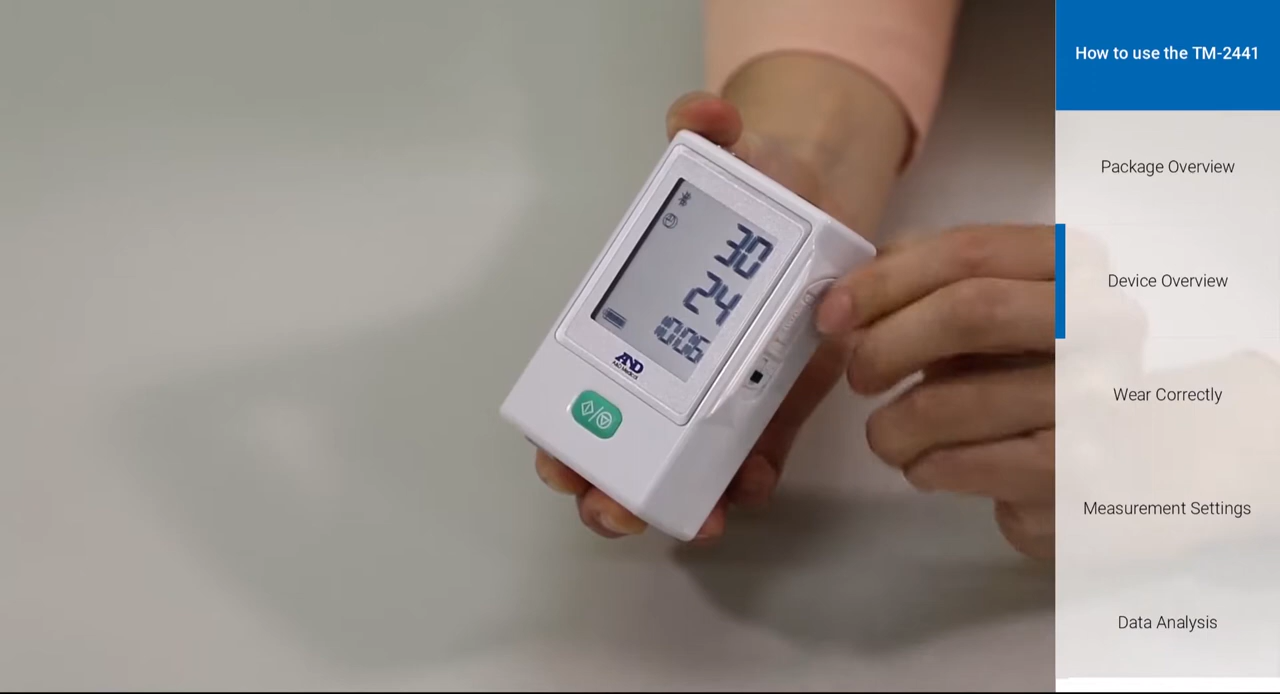 How to use the TM-2441
Package Overview
Device Overview
Wear Correctly
Measurement Settings
Data Analysis
30
24
10:06
AND